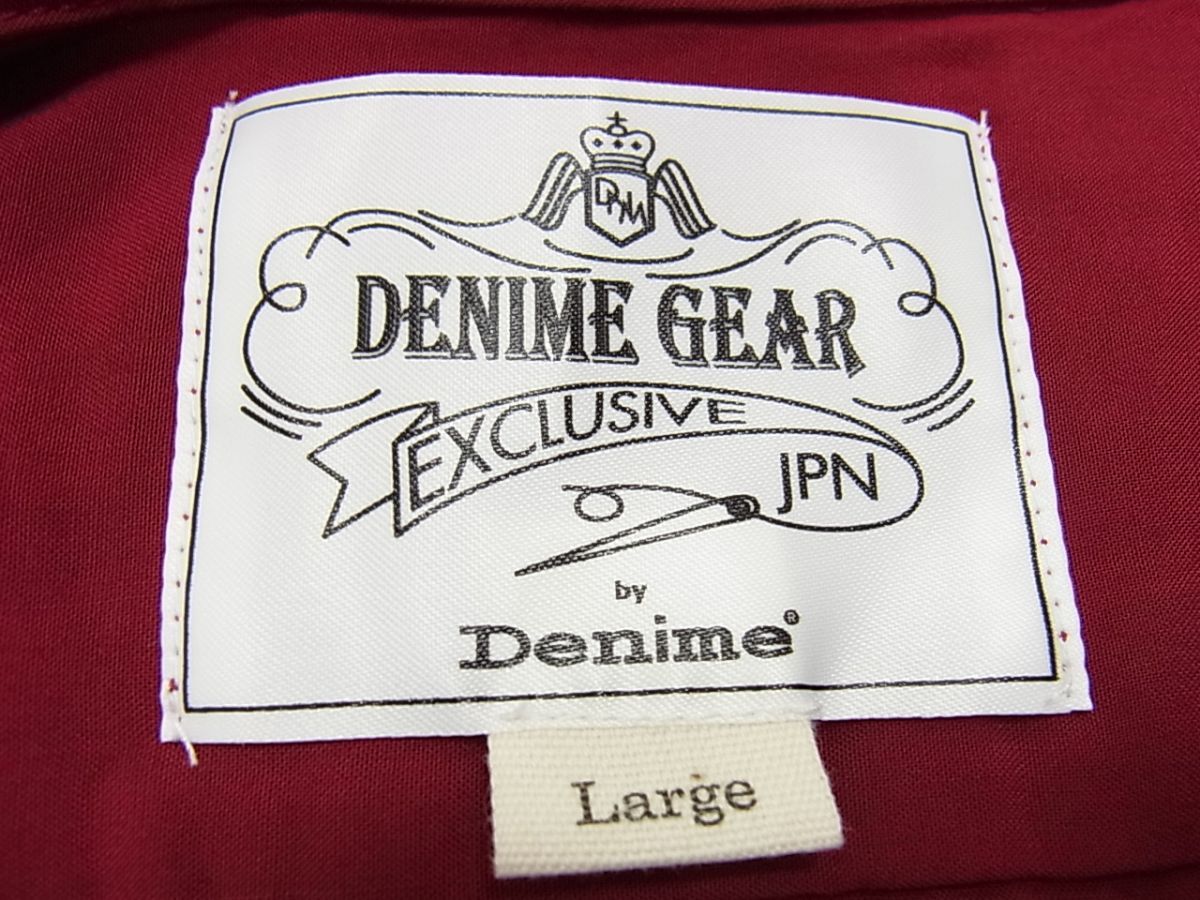 DNM
DENIME GEAR
EXCLUSIVE
JPN
by
Denime®
Large